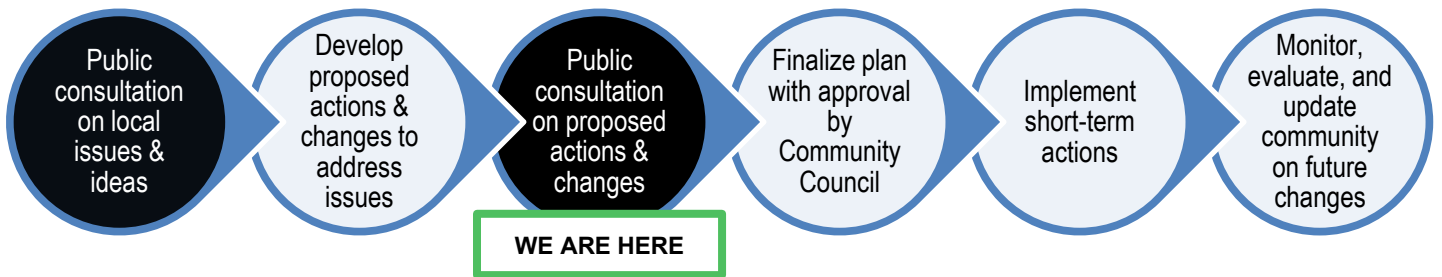 Public
consultation
on local
issues &
ideas
Develop
proposed
actions &
changes to
address
issues
Public
consultation
on proposed
actions &
changes
Finalize plan
with approval
by
Community
Council
Implement
short-term
actions
Monitor,
evaluate, and
update
community
on future
changes
WE ARE HERE